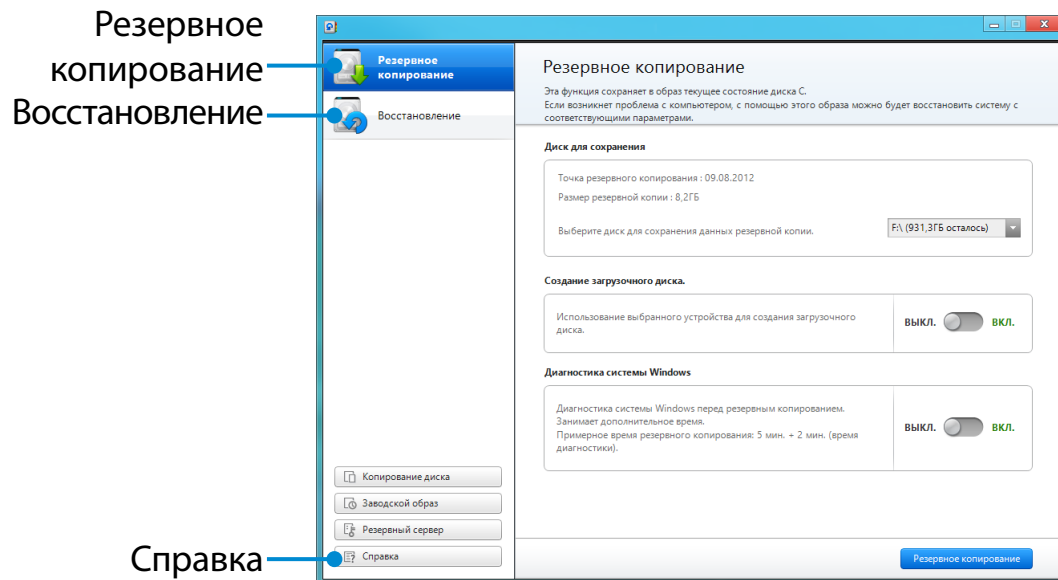 Резервное
копирование
Восстановление
Справка
Резервное
копирование
Восстановление
Копирование диска
Заводской образ
Резервный сервер
Справка
Резервное копирование
Эта функция сохраняет в образ текущее состояние диска C.
Если возникнет проблема с компьютером, с помощью этого образа можно будет восстановить систему с
соответствующими параметрами.
Диск для сохранения
Точка резервного копирования : 09.08.2012
Размер резервной копии : 8,2ГБ
Выберите диск для сохранения данных резервной копии.
F:\ (931,3ГБ осталось)
Создание загрузочного диска.
Использование выбранного устройства для создания загрузочного
диска.
ВЫКЛ. ВКЛ.
Диагностика системы Windows
Диагностика системы Windows перед резервным копированием.
Занимает дополнительное время.
Примерное время резервного копирования: 5 мин. + 2 мин. (время
диагностики).
ВЫКЛ. ВКЛ.
Резервное копирование